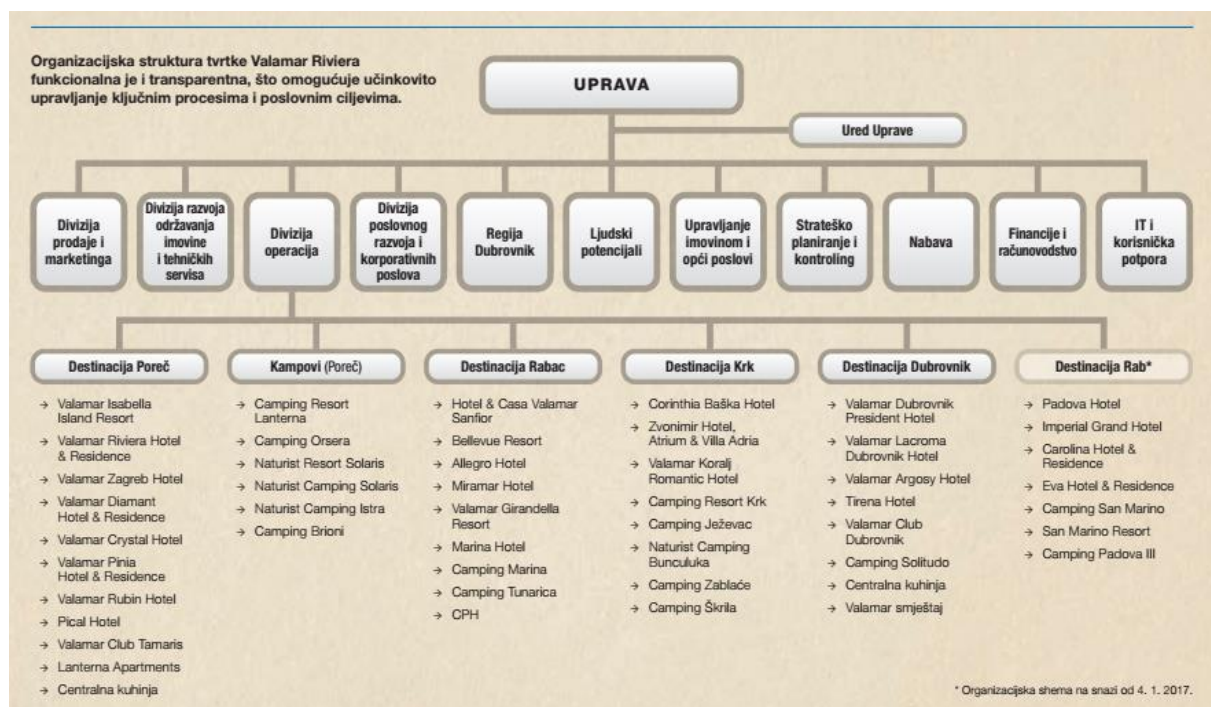 Organizacijska struktura tvrtke Valamar Riviera
funkcionalna je i transparentna, što omogućuje učinkovito
upravljanje ključnim procesima i poslovnim ciljevima.
UPRAVA
Ured Uprave
Divizija
prodaje i
marketinga
Divizija razvoja
održavanja
imovine
i tehničkih
servisa
Divizija
operacija
Divizija
poslovnog
razvoja i
korporativnih
poslova
Regija
Dubrovnik
Ljudski
potencijali
Upravljanje
imovinom i
opći poslovi
Strateško
planiranje i
kontroling
Nabava
Financije i
računovodstvo
IT i
korisnička
potpora
Destinacija Poreč
→ Valamar Isabella
Island Resort
→ Valamar Riviera Hotel
& Residence
→ Valamar Zagreb Hotel
→ Valamar Diamant
Hotel & Residence
→ Valamar Crystal Hotel
→ Valamar Pinia
Hotel & Residence
→ Valamar Rubin Hotel
→ Pical Hotel
→ Valamar Club Tamaris
→ Lanterna Apartments
→ Centralna kuhinja
Kampovi (Poreč)
→ Camping Resort
Lanterna
→ Camping Orsera
→ Naturist Resort Solaris
→ Naturist Camping Solaris
→ Naturist Camping Istra
→ Camping Brioni
Destinacija Rabac
→ Hotel & Casa Valamar
Sanfior
→ Bellevue Resort
→ Allegro Hotel
→ Miramar Hotel
→ Valamar Girandella
Resort
→ Marina Hotel
→ Camping Marina
→ Camping Tunarica
→ CPH
Destinacija Krk
→ Corinthia Baška Hotel
→ Zvonimir Hotel,
Atrium & Villa Adria
→ Valamar Koralj
Romantic Hotel
→ Camping Resort Krk
→ Camping Ježevac
→ Naturist Camping
Bunculuka
→ Camping Zablaće
→ Camping Škrila
Destinacija Dubrovnik
→ Valamar Dubrovnik
President Hotel
→ Valamar Lacroma
Dubrovnik Hotel
→ Valamar Argosy Hotel
→ Tirena Hotel
→ Valamar Club
Dubrovnik
→ Camping Solitudo
→ Centralna kuhinja
→ Valamar smještaj
Destinacija Rab*
→ Padova Hotel
→ Imperial Grand Hotel
→ Carolina Hotel &
Residence
→ Eva Hotel & Residence
→ Camping San Marino
→ San Marino Resort
→ Camping Padova III
* Organizacijska shema na snazi od 4. 1. 2017.